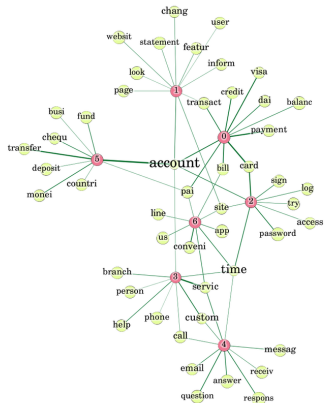 chang
user
websit
statement
featur
look
inform
visa
page
1
credit
transact
dai
balanc
busi
fund
payment
0
chequ
transfer
5
account
bill
card
deposit
sign
countri
log
monei
pai
2
try
site
line
6
access
app
us
password
conveni
branch
time
3
servic
person
phone
custom
help
call
4
messag
email
receiv
answer
question
respons